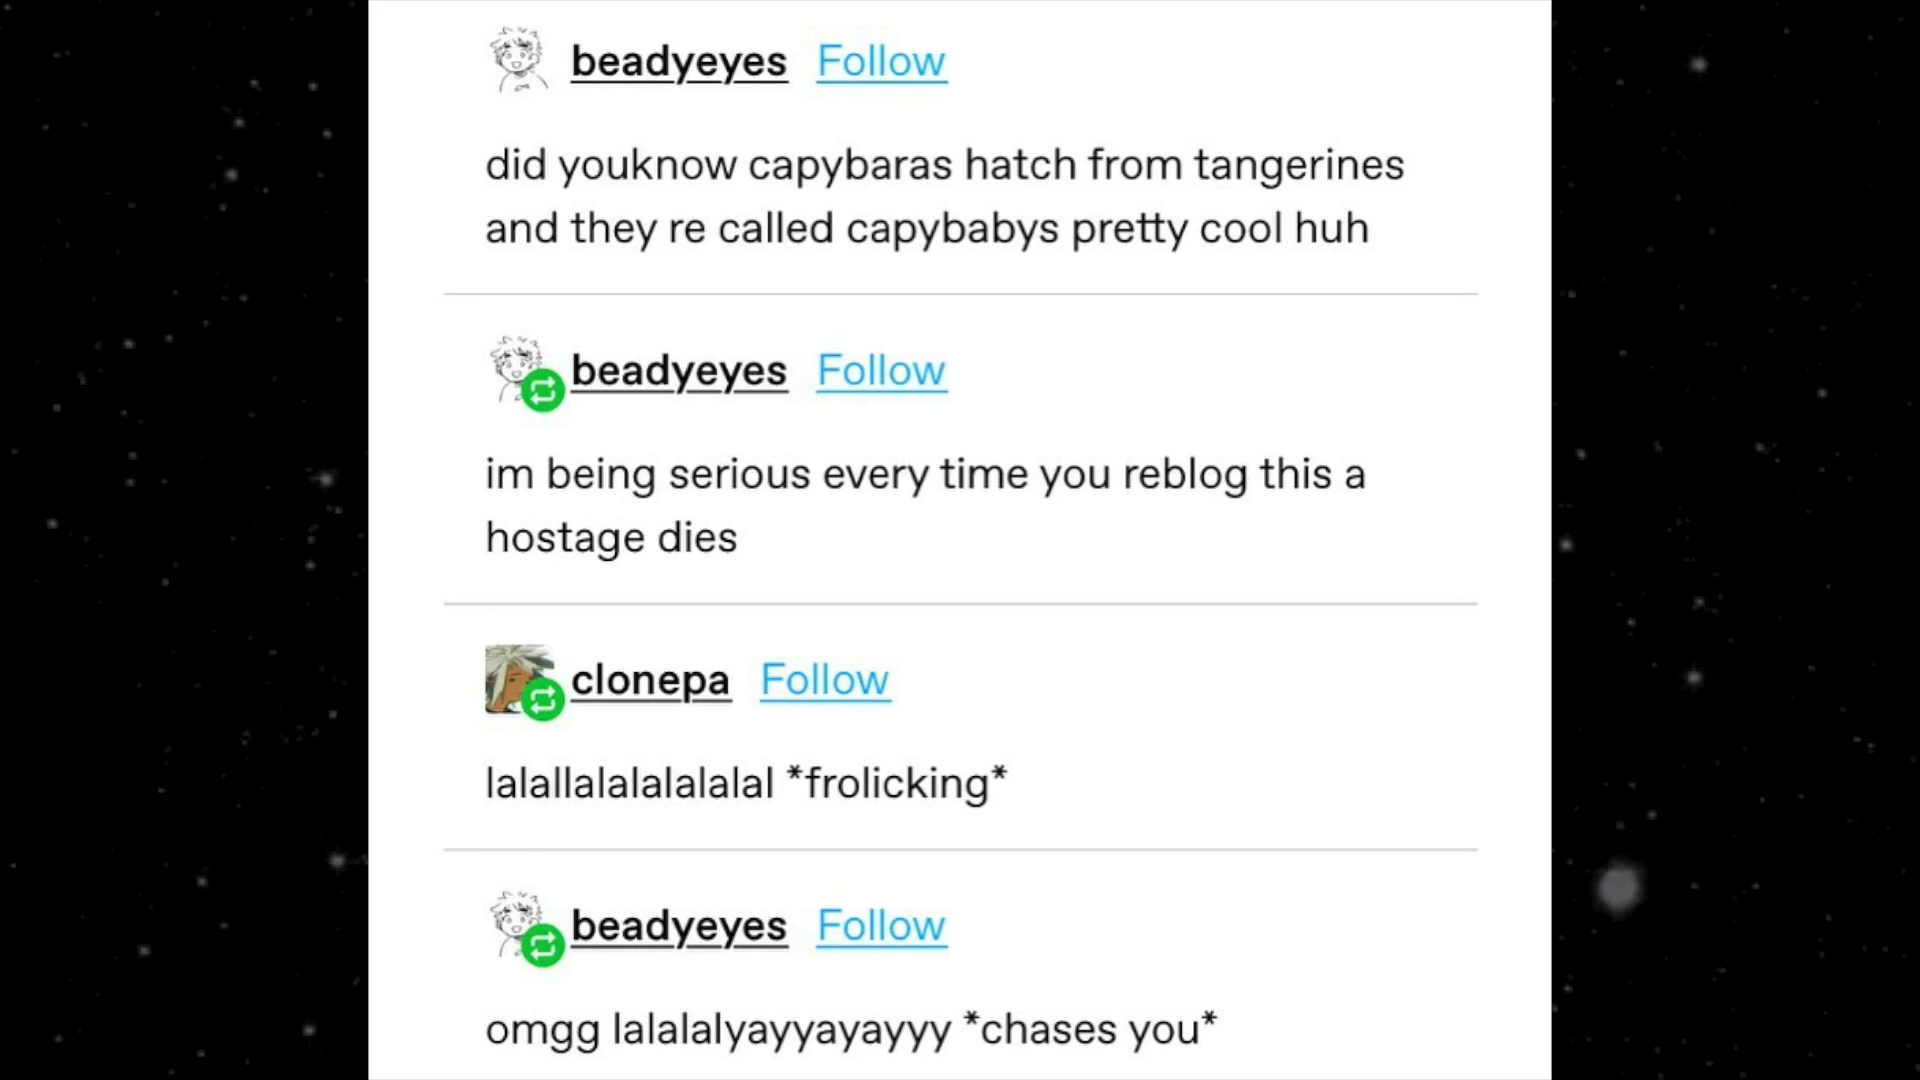 beadyeyes Follow
did youknow capybaras hatch from tangerines
and they re called capybabys pretty cool huh
beadyeyes Follow
im being serious every time you reblog this a
hostage dies
clonepa Follow
lalallalalalalalal *frolicking*
beadyeyes Follow
omgg lalalalyayyayayyy *chases you*